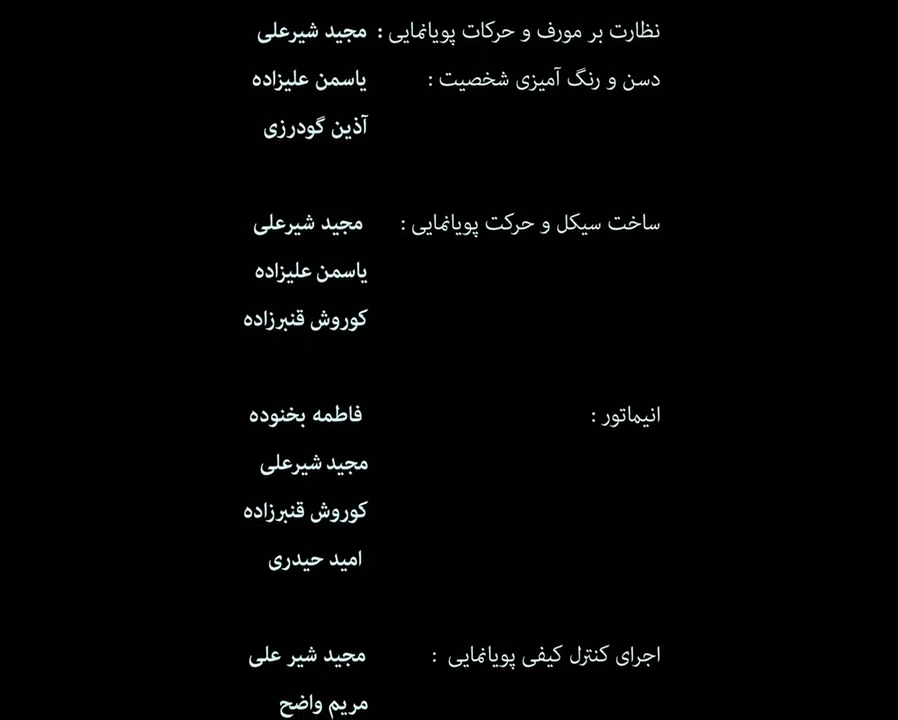 نظارت بر مورف و حرکات پویانمایی : مجید شیرعلی
دسن و رنگ آمیزی شخصیت : یاسمن علیزاده
آذین گودرزی
ساخت سیکل و حرکت پویانمایی : مجید شیرعلی
یاسمن علیزاده
کوروش قنبرزاده
انیماتور : فاطمه بخنوده
مجید شیرعلی
کوروش قنبرزاده
امید حیدری
اجرای کنترل کیفی پویانمایی : مجید شیر علی
مریم واضح